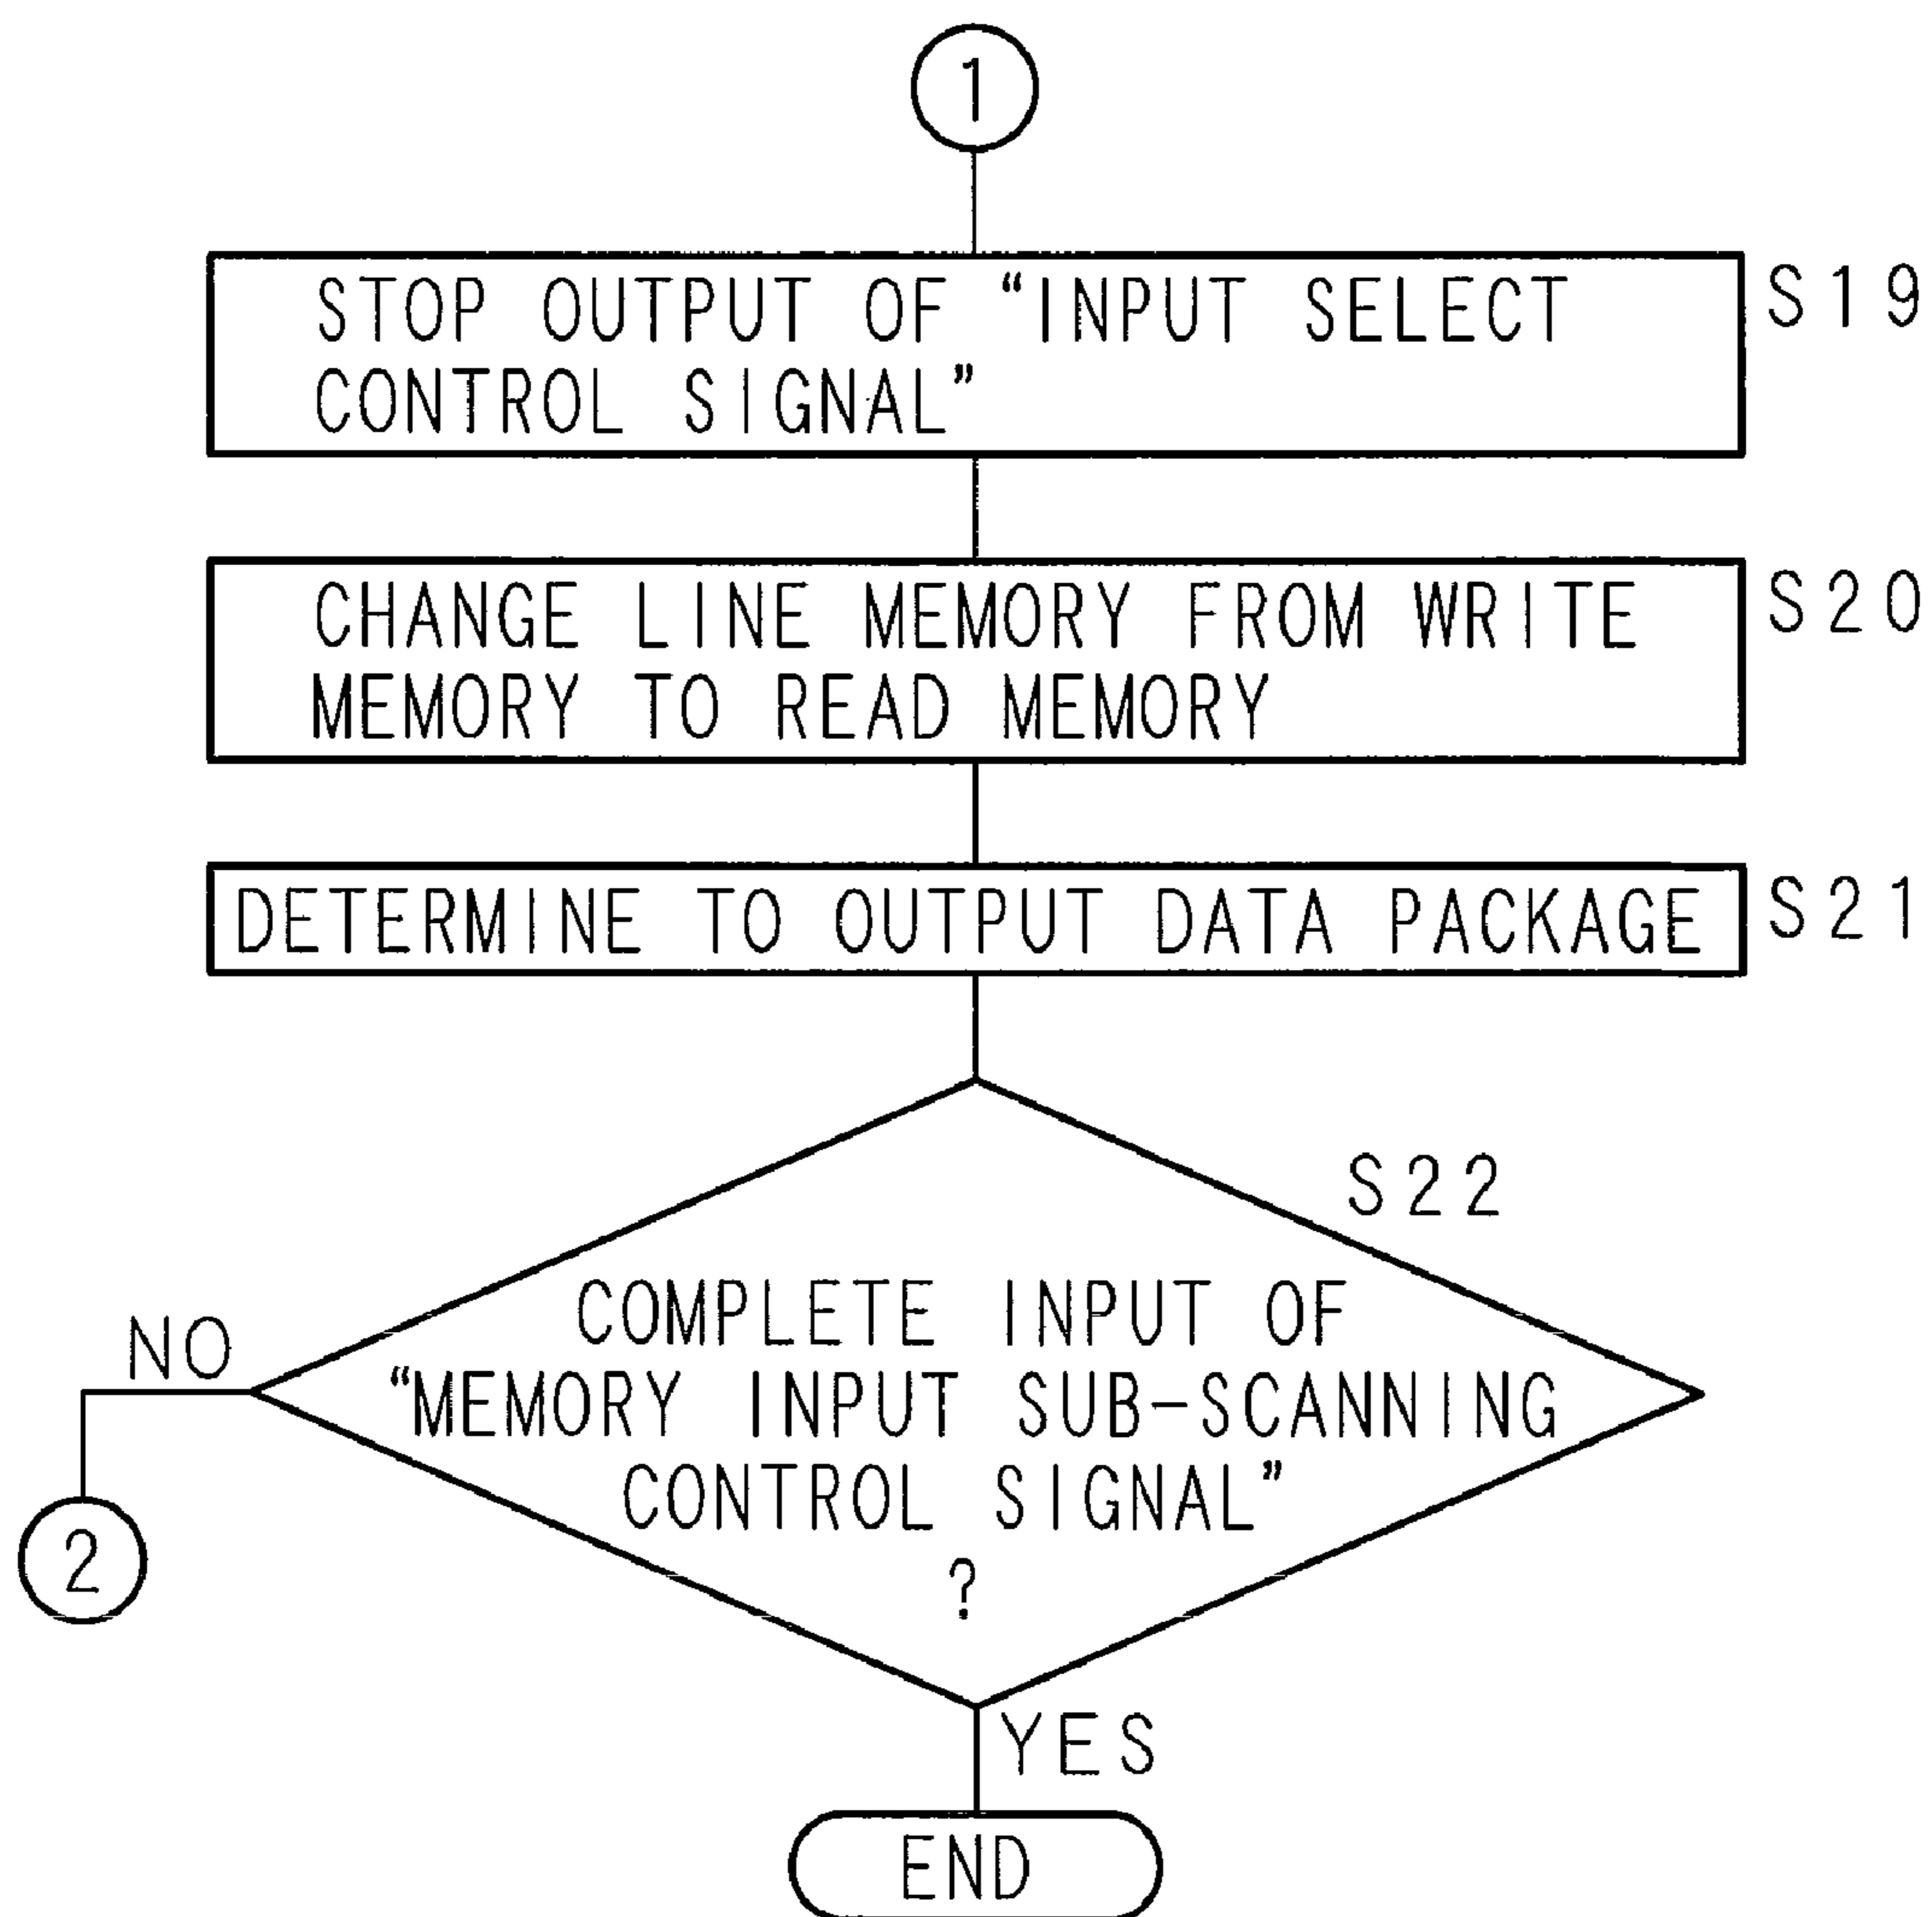 1
STOP OUTPUT OF “INPUT SELECT
CONTROL SIGNAL”
S19
CHANGE LINE MEMORY FROM WRITE
MEMORY TO READ MEMORY
S20
DETERMINE TO OUTPUT DATA PACKAGE
S21
S22
COMPLETE INPUT OF
“MEMORY INPUT SUB-SCANNING
CONTROL SIGNAL”
?
NO
2
YES
END